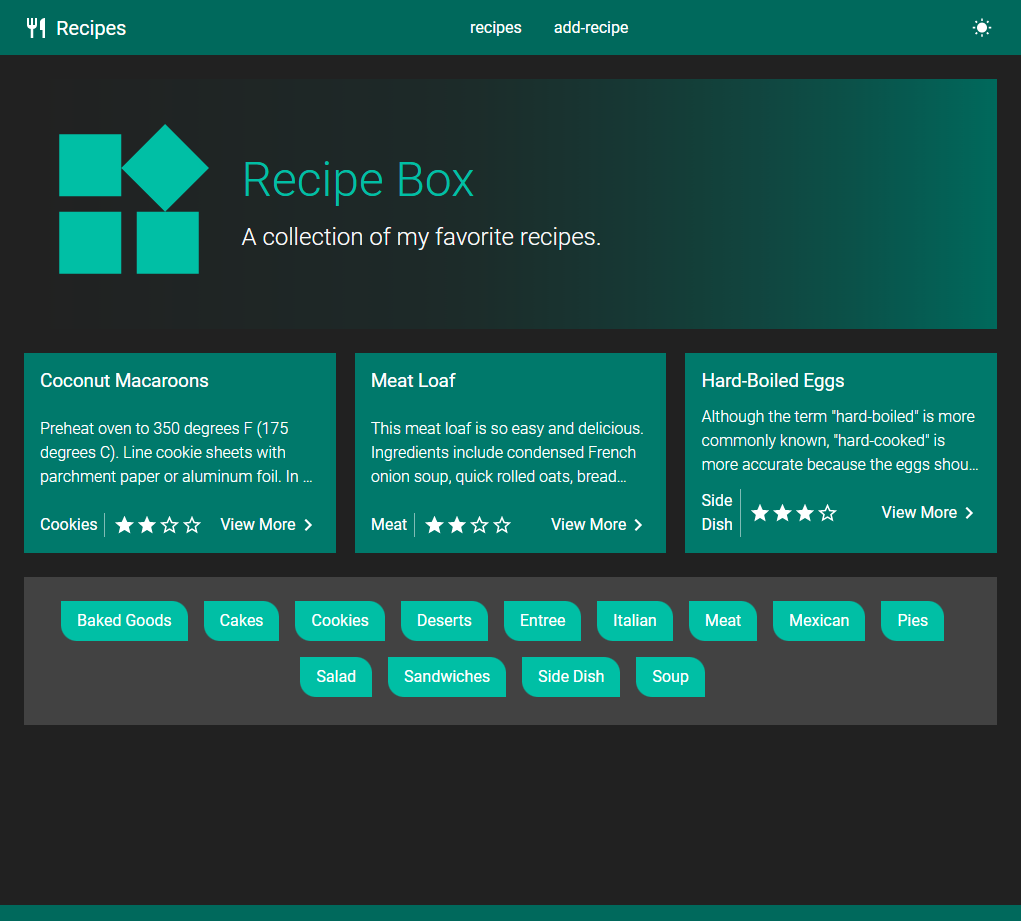 Recipes
recipes
add-recipe
Recipe Box
A collection of my favorite recipes.
Coconut Macaroons
Preheat oven to 350 degrees F (175
degrees C). Line cookie sheets with
parchment paper or aluminum foil. In ...
Cookies
View More
Meat Loaf
This meat loaf is so easy and delicious.
Ingredients include condensed French
onion soup, quick rolled oats, bread...
Meat
View More
Hard-Boiled Eggs
Although the term "hard-boiled" is more
commonly known, "hard-cooked" is
more accurate because the eggs shou...
Side
Dish
View More
Baked Goods
Cakes
Cookies
Deserts
Entree
Italian
Meat
Mexican
Pies
Salad
Sandwiches
Side Dish
Soup